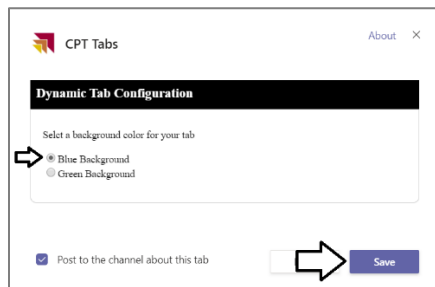 CPT Tabs
About
Dynamic Tab Configuration
Selct a background color for your tab
Blue Background
Green Background
Post to the channel about this tab
Save